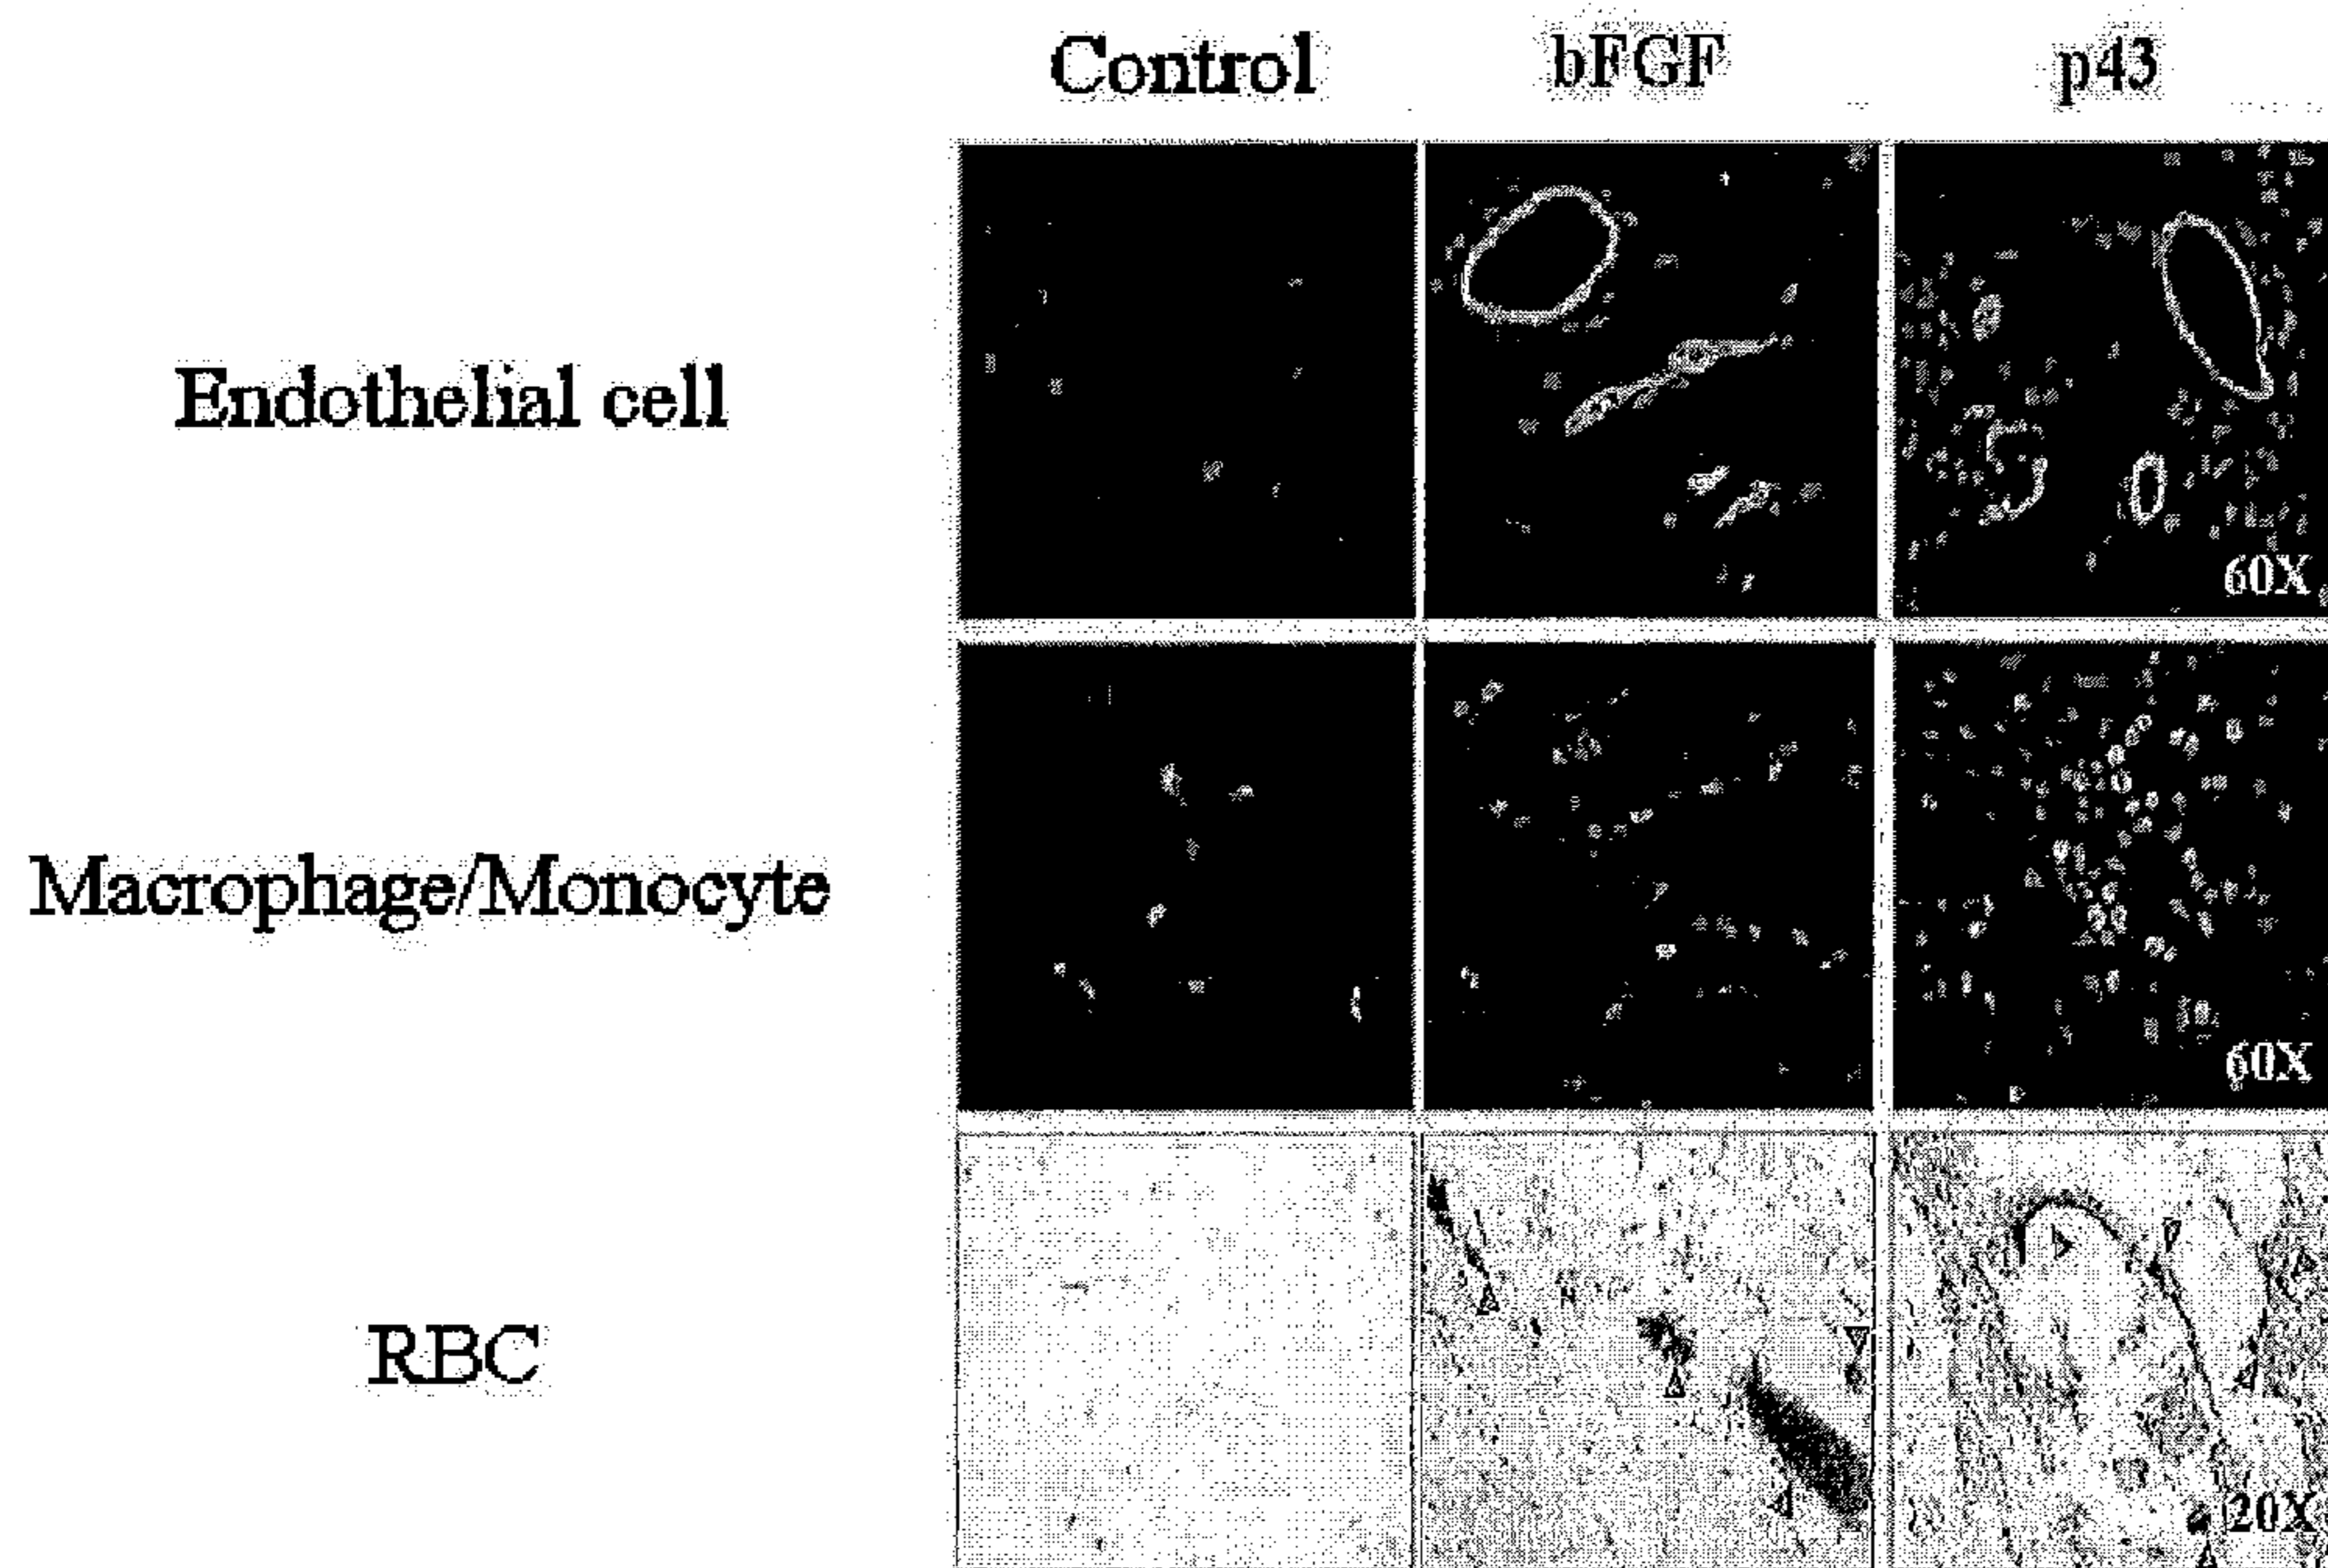 Control bFGF p43
Endothelial cell
60X
Macrophage/Monocyte
60X
RBC
20X